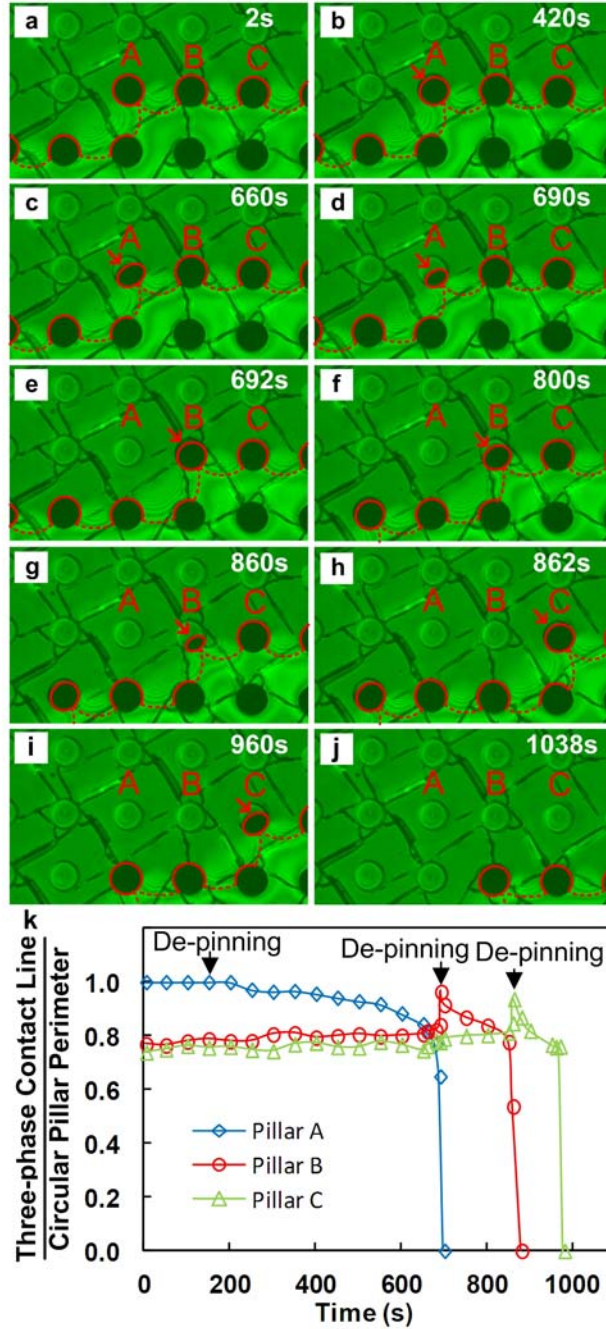 a 2s b 420s
A B C A B C
c 660s d 690s
A B C A B C
e 692s f 800s
A B C A B C
g 860s h 862s
A B C A B C
i 960s j 1038s
A B C A B C
k
De-pinning De-pinning De-pinning
Three-phase Contact Line
Circular Pillar Perimeter
1.0
0.8
0.6
0.4
0.2
0.0
Pillar A
Pillar B
Pillar C
0 200 400 600 800 1000
Time (s)